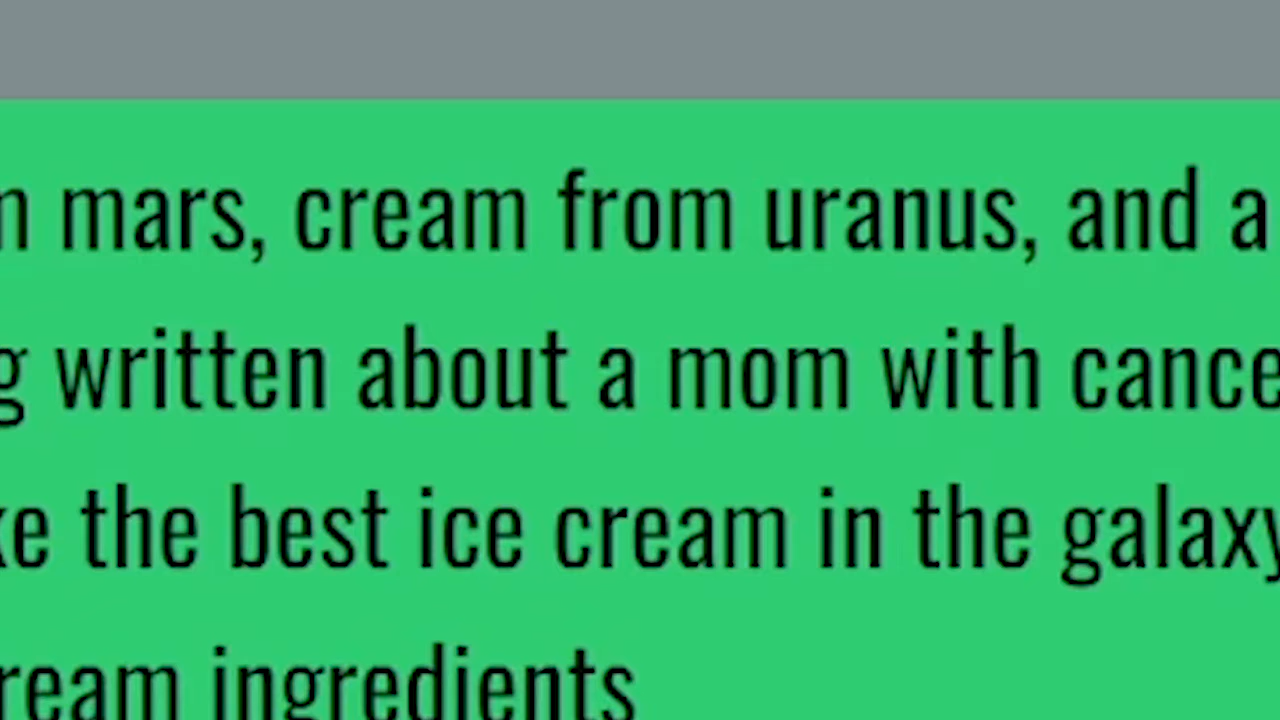 m mars, cream from uranus, and a
g written about a mom with cance
ke the best ice cream in the galaxy
ream ingredients